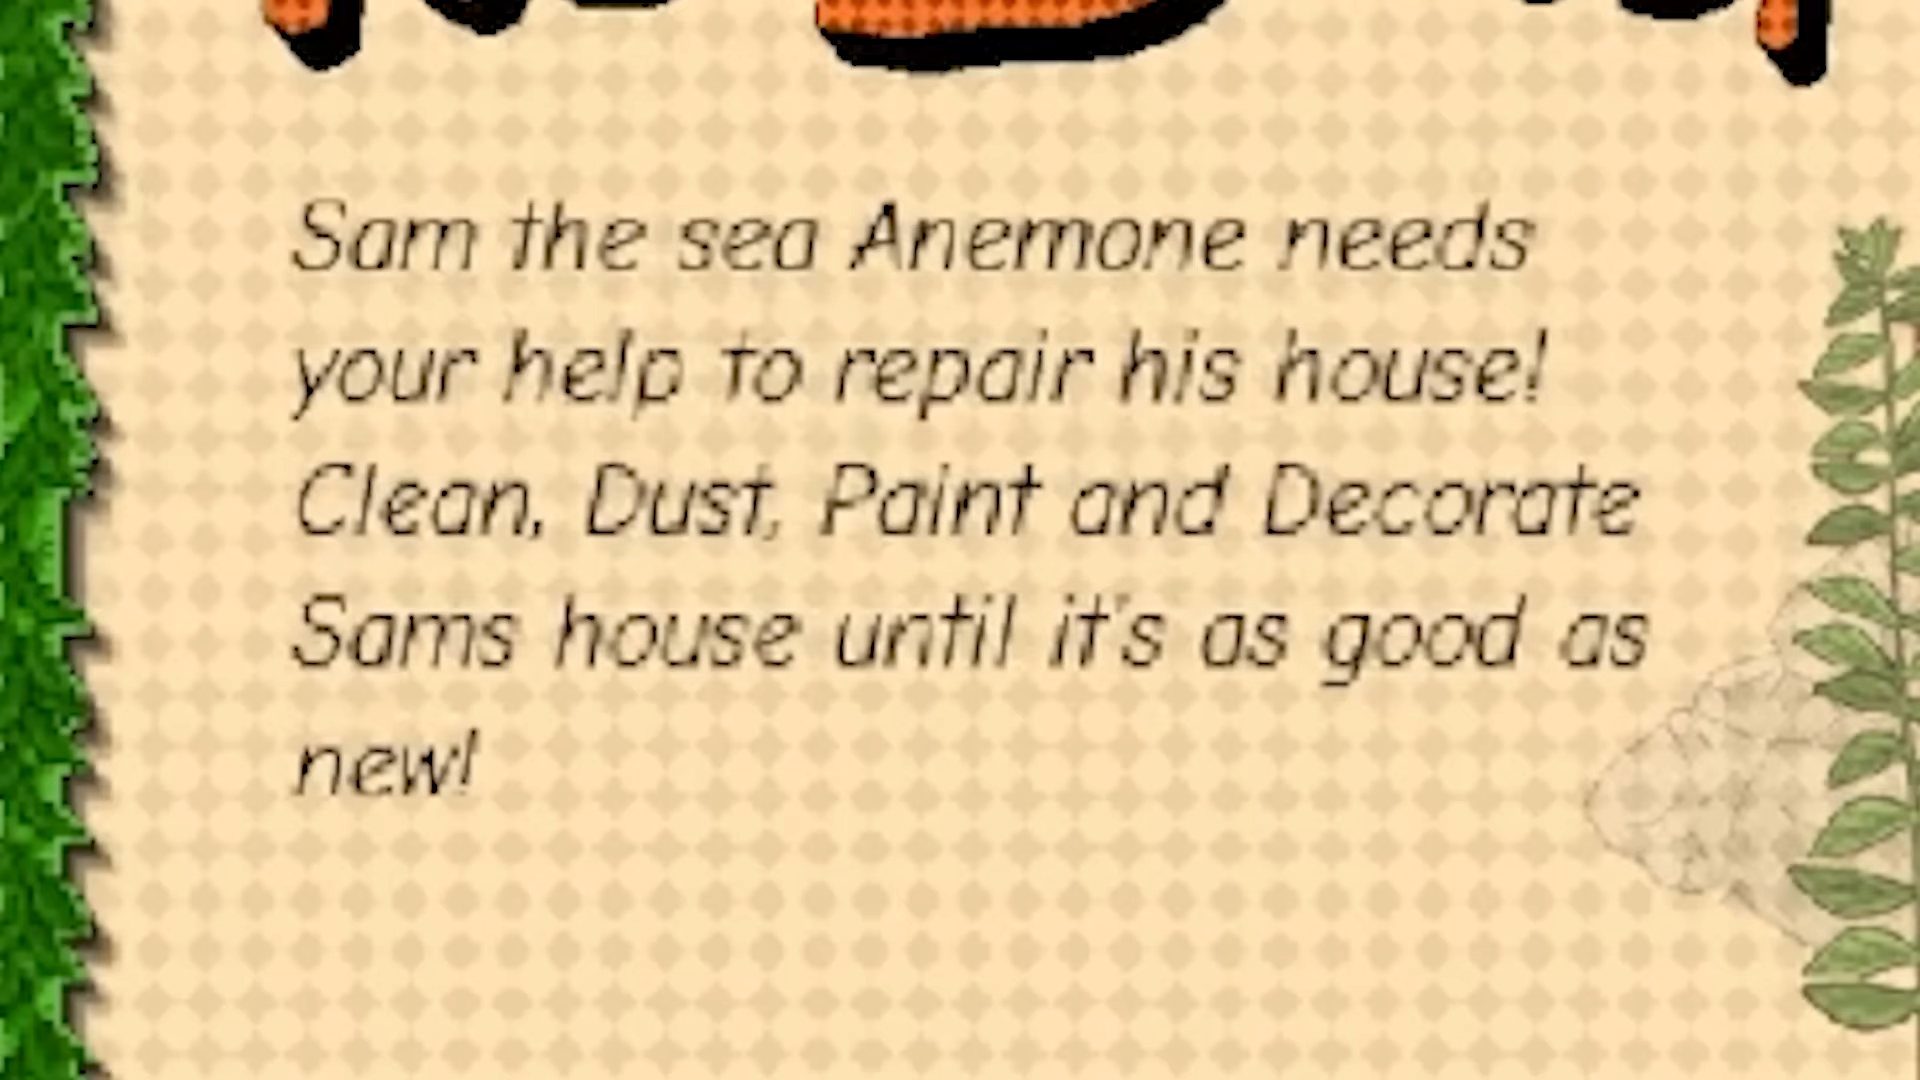 Sam the sea Anemone needs
your help to repair his house!
Clean, Dust, Paint and Decorate
Sams house until it's as good as
new!